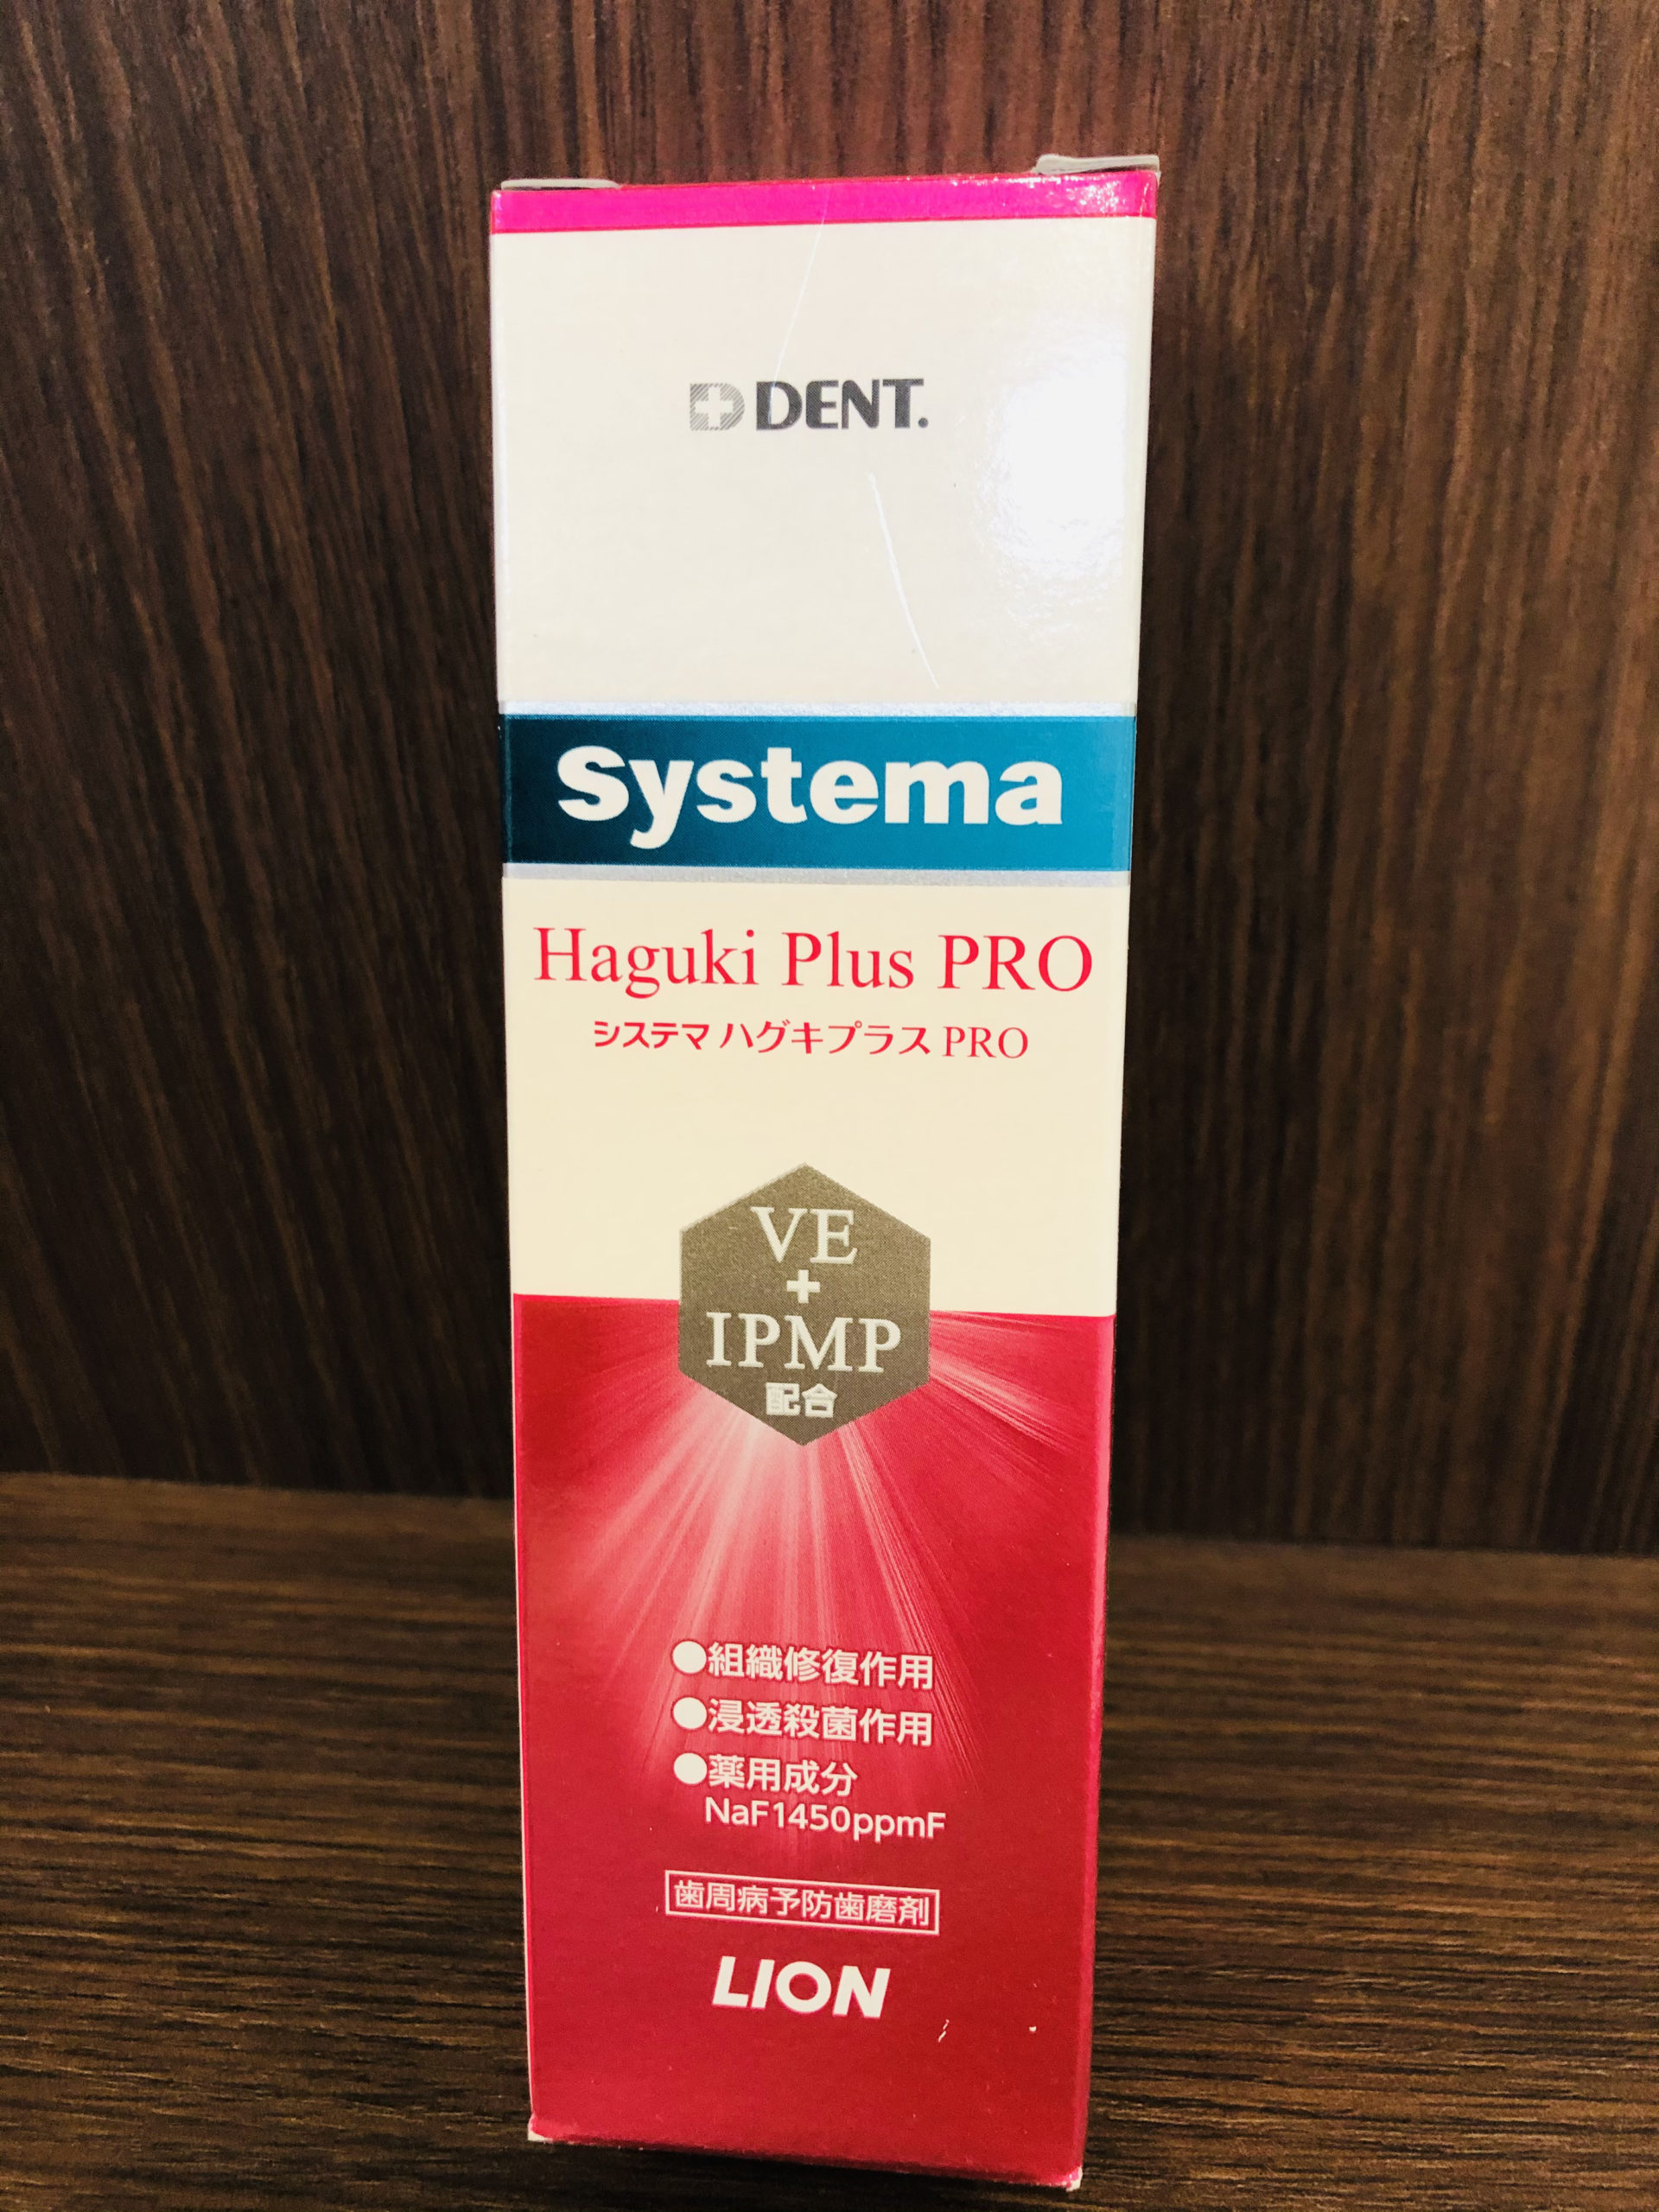 DENT.
Systema
Haguki Plus PRO
システマ ハグキプラス PRO
VE
+
IPMP
配合
●組織修復作用
●浸透殺菌作用
●薬用成分
NaF1450ppmF
歯周病予防歯磨剤
LION